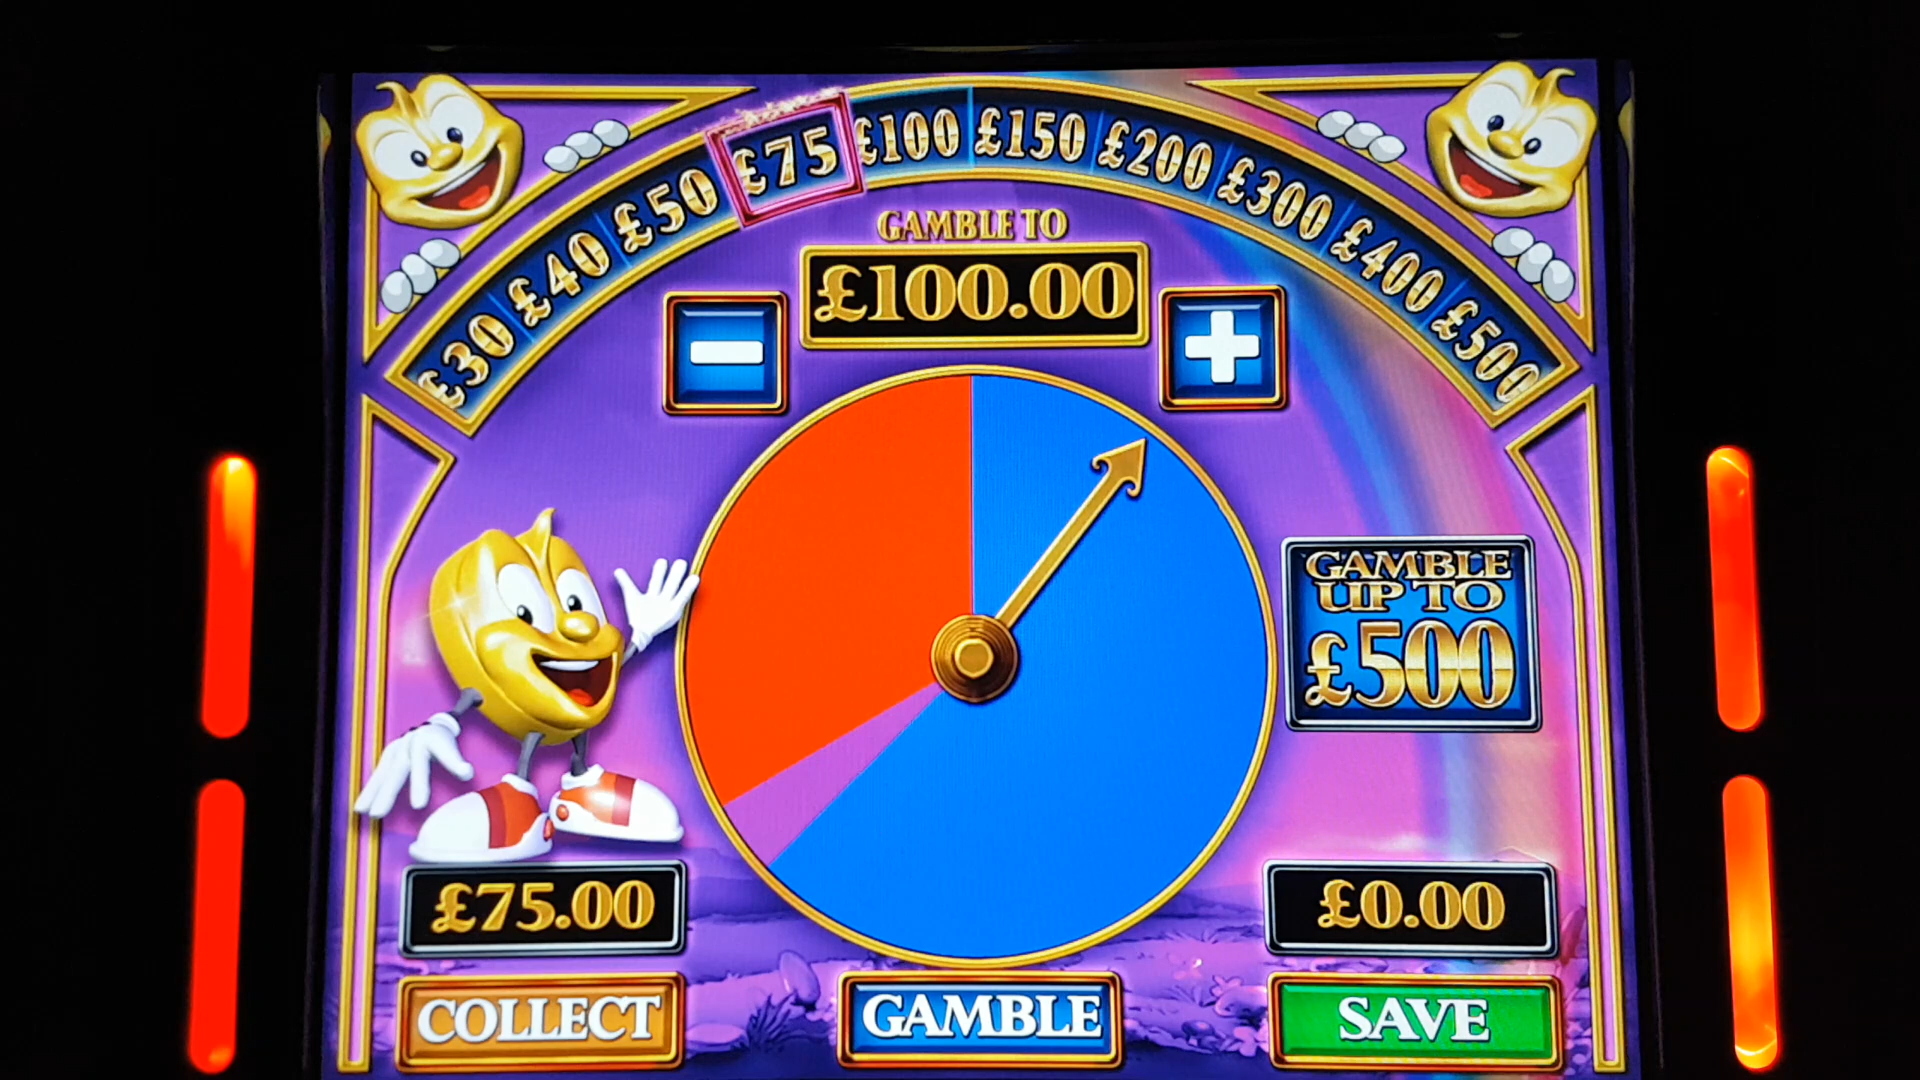 £30 £40 £50 £75 £100 £150 £200 £300 £400 £500
GAMBLE TO
£100.00
GAMBLE
UP TO
£500
£75.00
£0.00
COLLECT
GAMBLE
SAVE